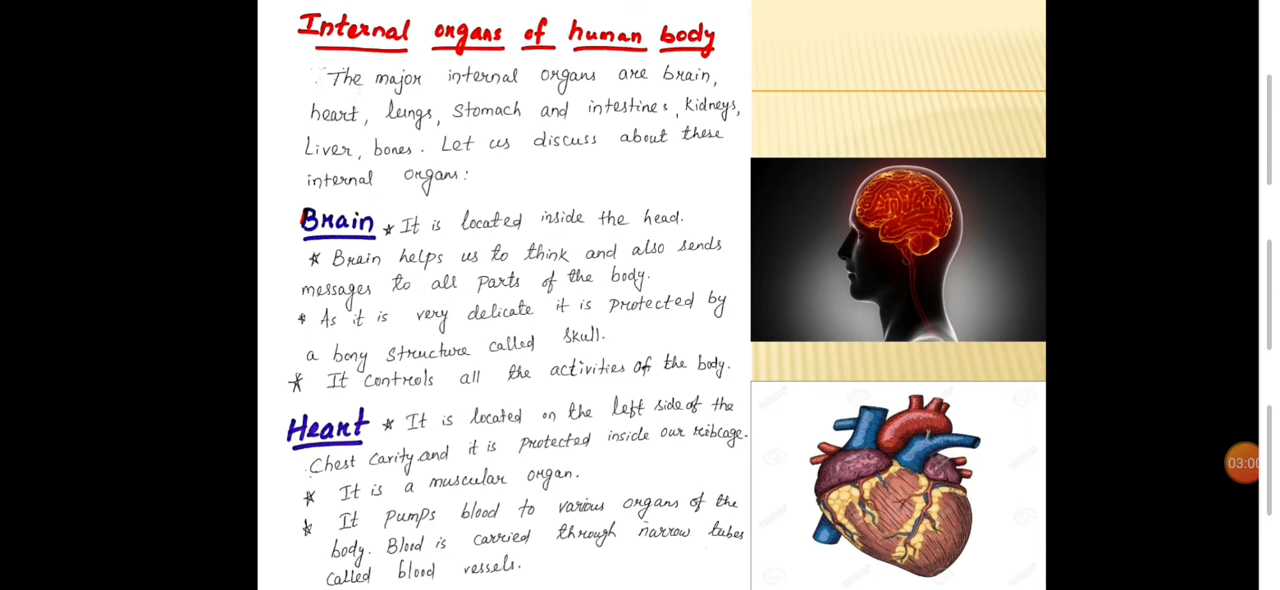 Internal organs of human body
The major internal organs are brain,
heart, lungs, stomach and intestines, kidneys,
Liver, bones. Let us discuss about these
internal organs:
Brain * It is located inside the head.
* Brain helps us to think and also sends
messages to all parts of the body.
* As it is very delicate it is protected by
a bony structure called skull.
* It controls all the activities of the body.
Heart * It is located on the left side of the
Chest cavity and it is protected inside our ribcage.
* It is a muscular organ.
* It pumps blood to various organs of the
body. Blood is carried through narrow tubes
called blood vessels.
03:00